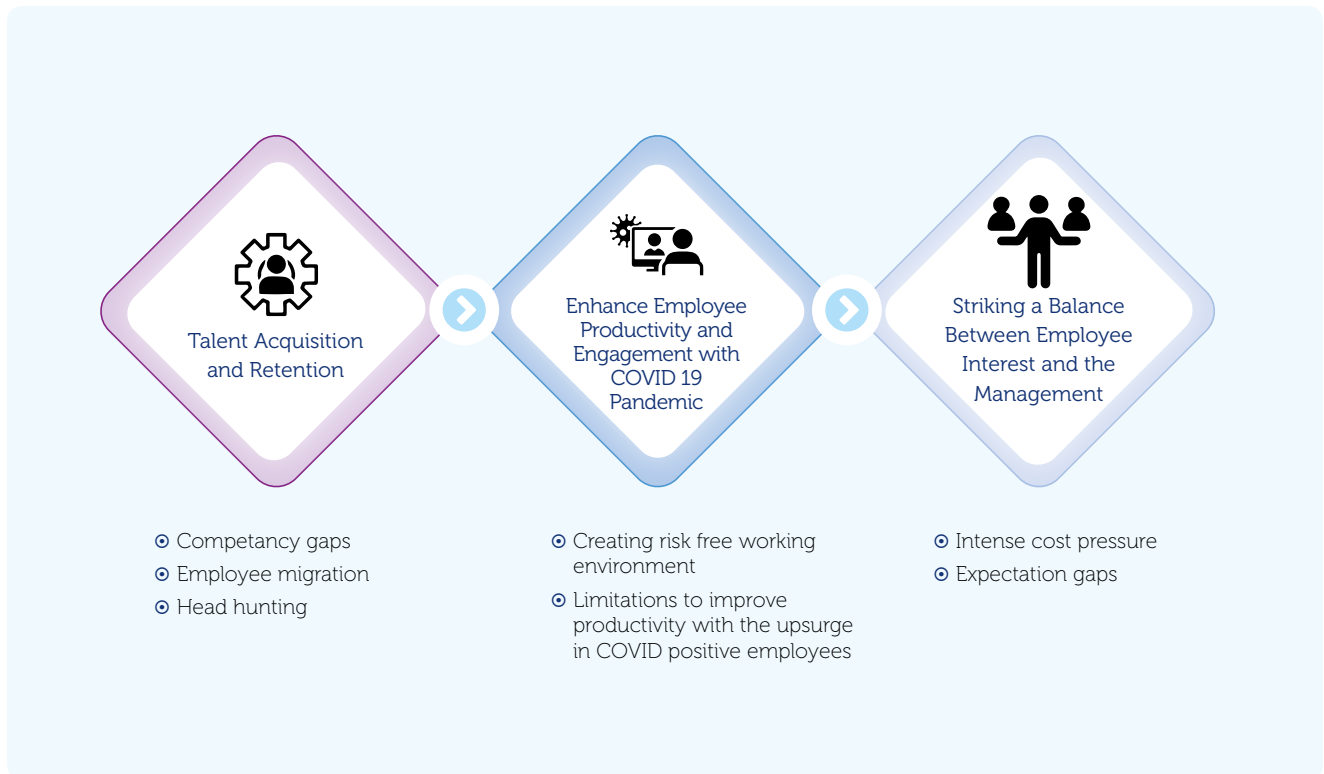 Talent Acquisition
and Retention
Enhance Employee
Productivity and
Engagement with
COVID 19
Pandemic
Striking a Balance
Between Employee
Interest and the
Management
Competancy gaps
Employee migration
Head hunting
Creating risk free working
environment
Limitations to improve
productivity with the upsurge
in COVID positive employees
Intense cost pressure
Expectation gaps